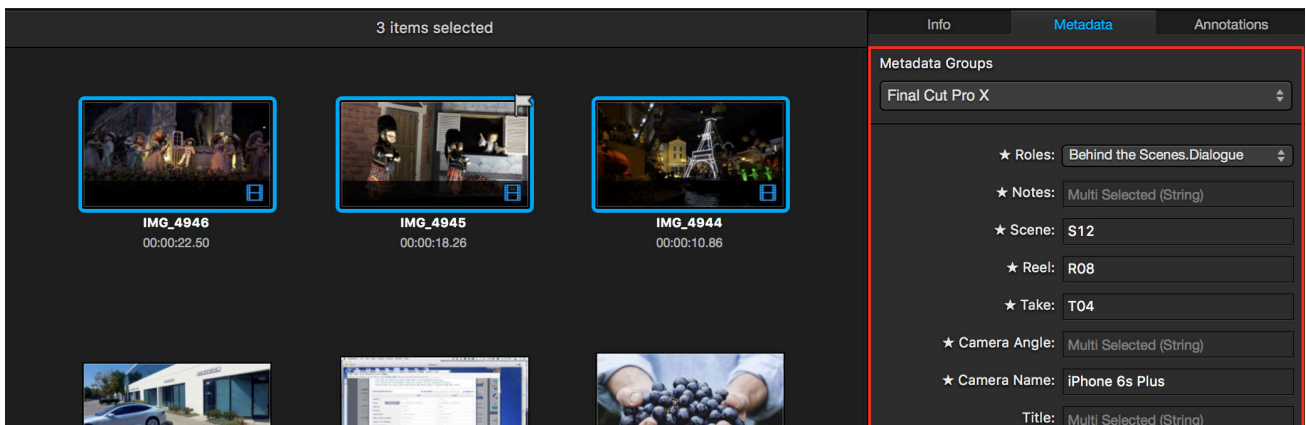 3 items selected
Info
Metadata
Annotations
Metadata Groups
Final Cut Pro X
★ Roles: Behind the Scenes.Dialogue
★ Notes: Multi Selected (String)
★ Scene: S12
★ Reel: R08
★ Take: T04
★ Camera Angle: Multi Selected (String)
★ Camera Name: iPhone 6s Plus
Title: Multi Selected (String)
IMG_4946
00:00:22.50
IMG_4945
00:00:18.26
IMG_4944
00:00:10.86